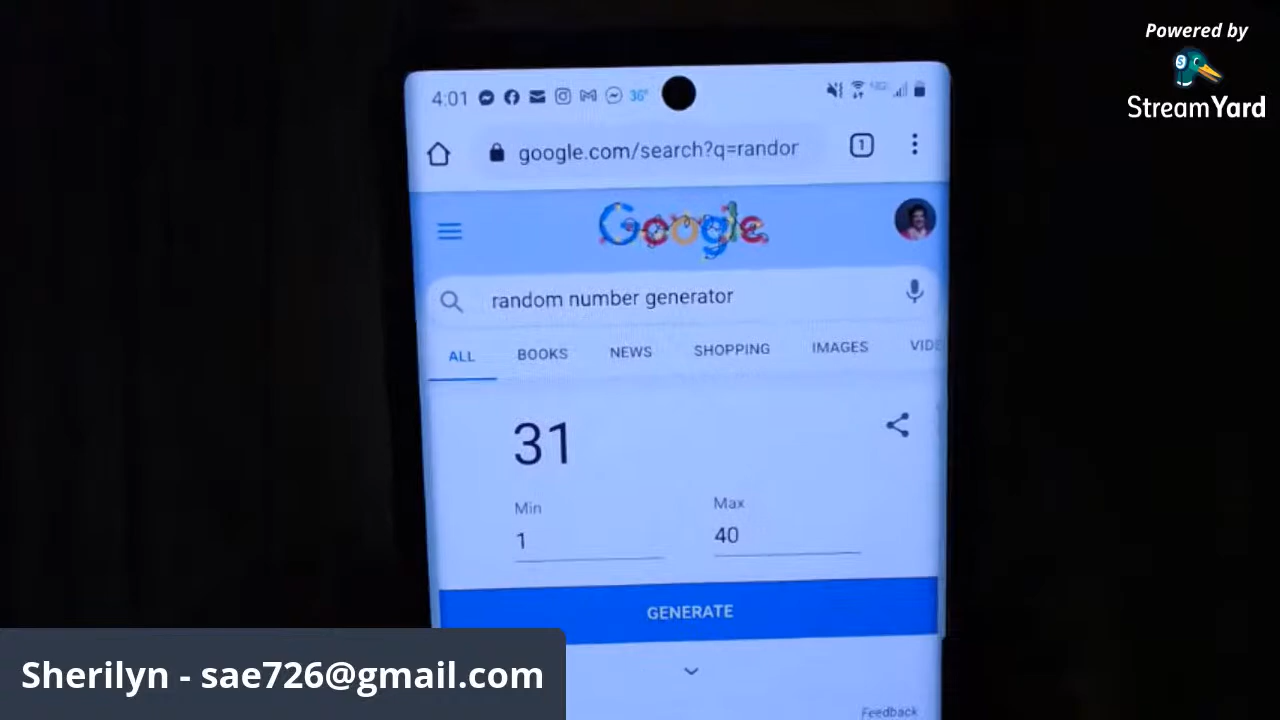 Powered by
StreamYard
4:01 36°
google.com/search?q=randor
1
Google
random number generator
ALL BOOKS NEWS SHOPPING IMAGES VIDE
31
Min Max
1 40
GENERATE
Feedback
Sherilyn - sae726@gmail.com